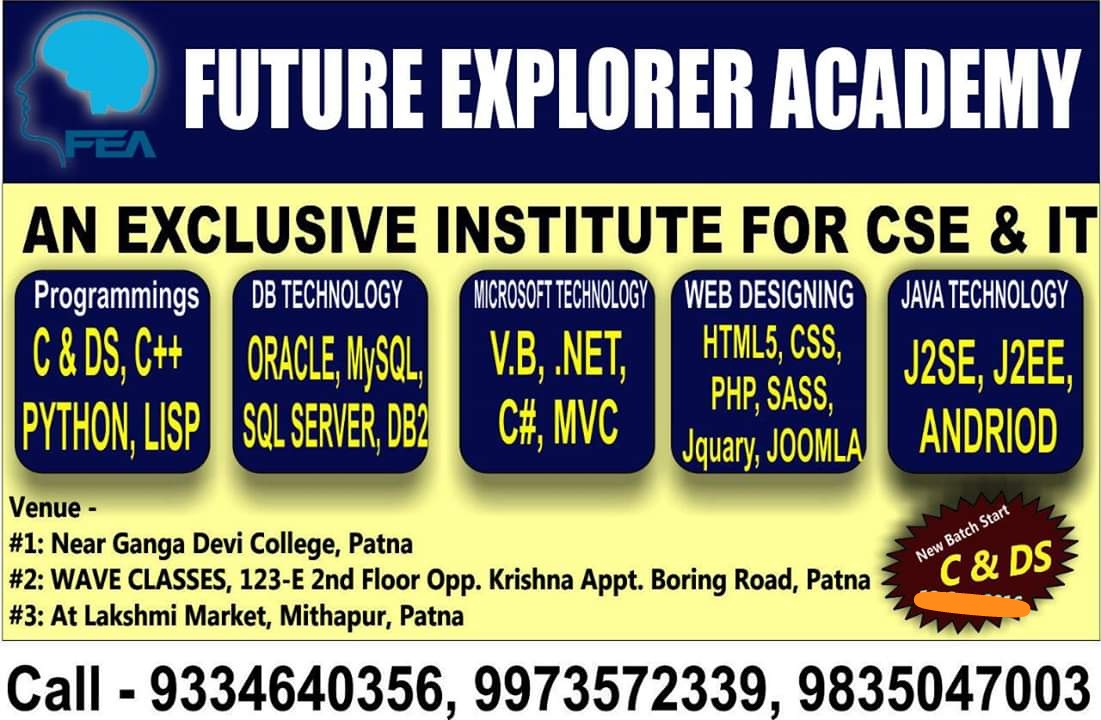 FEA
FUTURE EXPLORER ACADEMY
AN EXCLUSIVE INSTITUTE FOR CSE & IT
Programmings
C & DS, C++
PYTHON, LISP
DB TECHNOLOGY
ORACLE, MySQL,
SQL SERVER, DB2
MICROSOFT TECHNOLOGY
V.B, .NET,
C#, MVC
WEB DESIGNING
HTML5, CSS,
PHP, SASS,
Jquary, JOOMLA
JAVA TECHNOLOGY
J2SE, J2EE,
ANDRIOD
Venue -
#1: Near Ganga Devi College, Patna
#2: WAVE CLASSES, 123-E 2nd Floor Opp. Krishna Appt. Boring Road, Patna
#3: At Lakshmi Market, Mithapur, Patna
New Batch Start
C & DS
Call - 9334640356, 9973572339, 9835047003